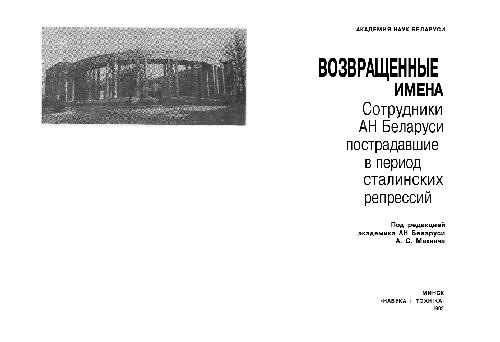 АКАДЕМИЯ НАУК БЕЛАРУСИ
ВОЗВРАЩЕННЫЕ
ИМЕНА
Сотрудники
АН Беларуси
пострадавшие
в период
сталинских
репрессий
Под редакцией
академика АН Беларуси
А. С. Махнача
МИНСК
«НАВУКА І ТЭХНІКА»
1992